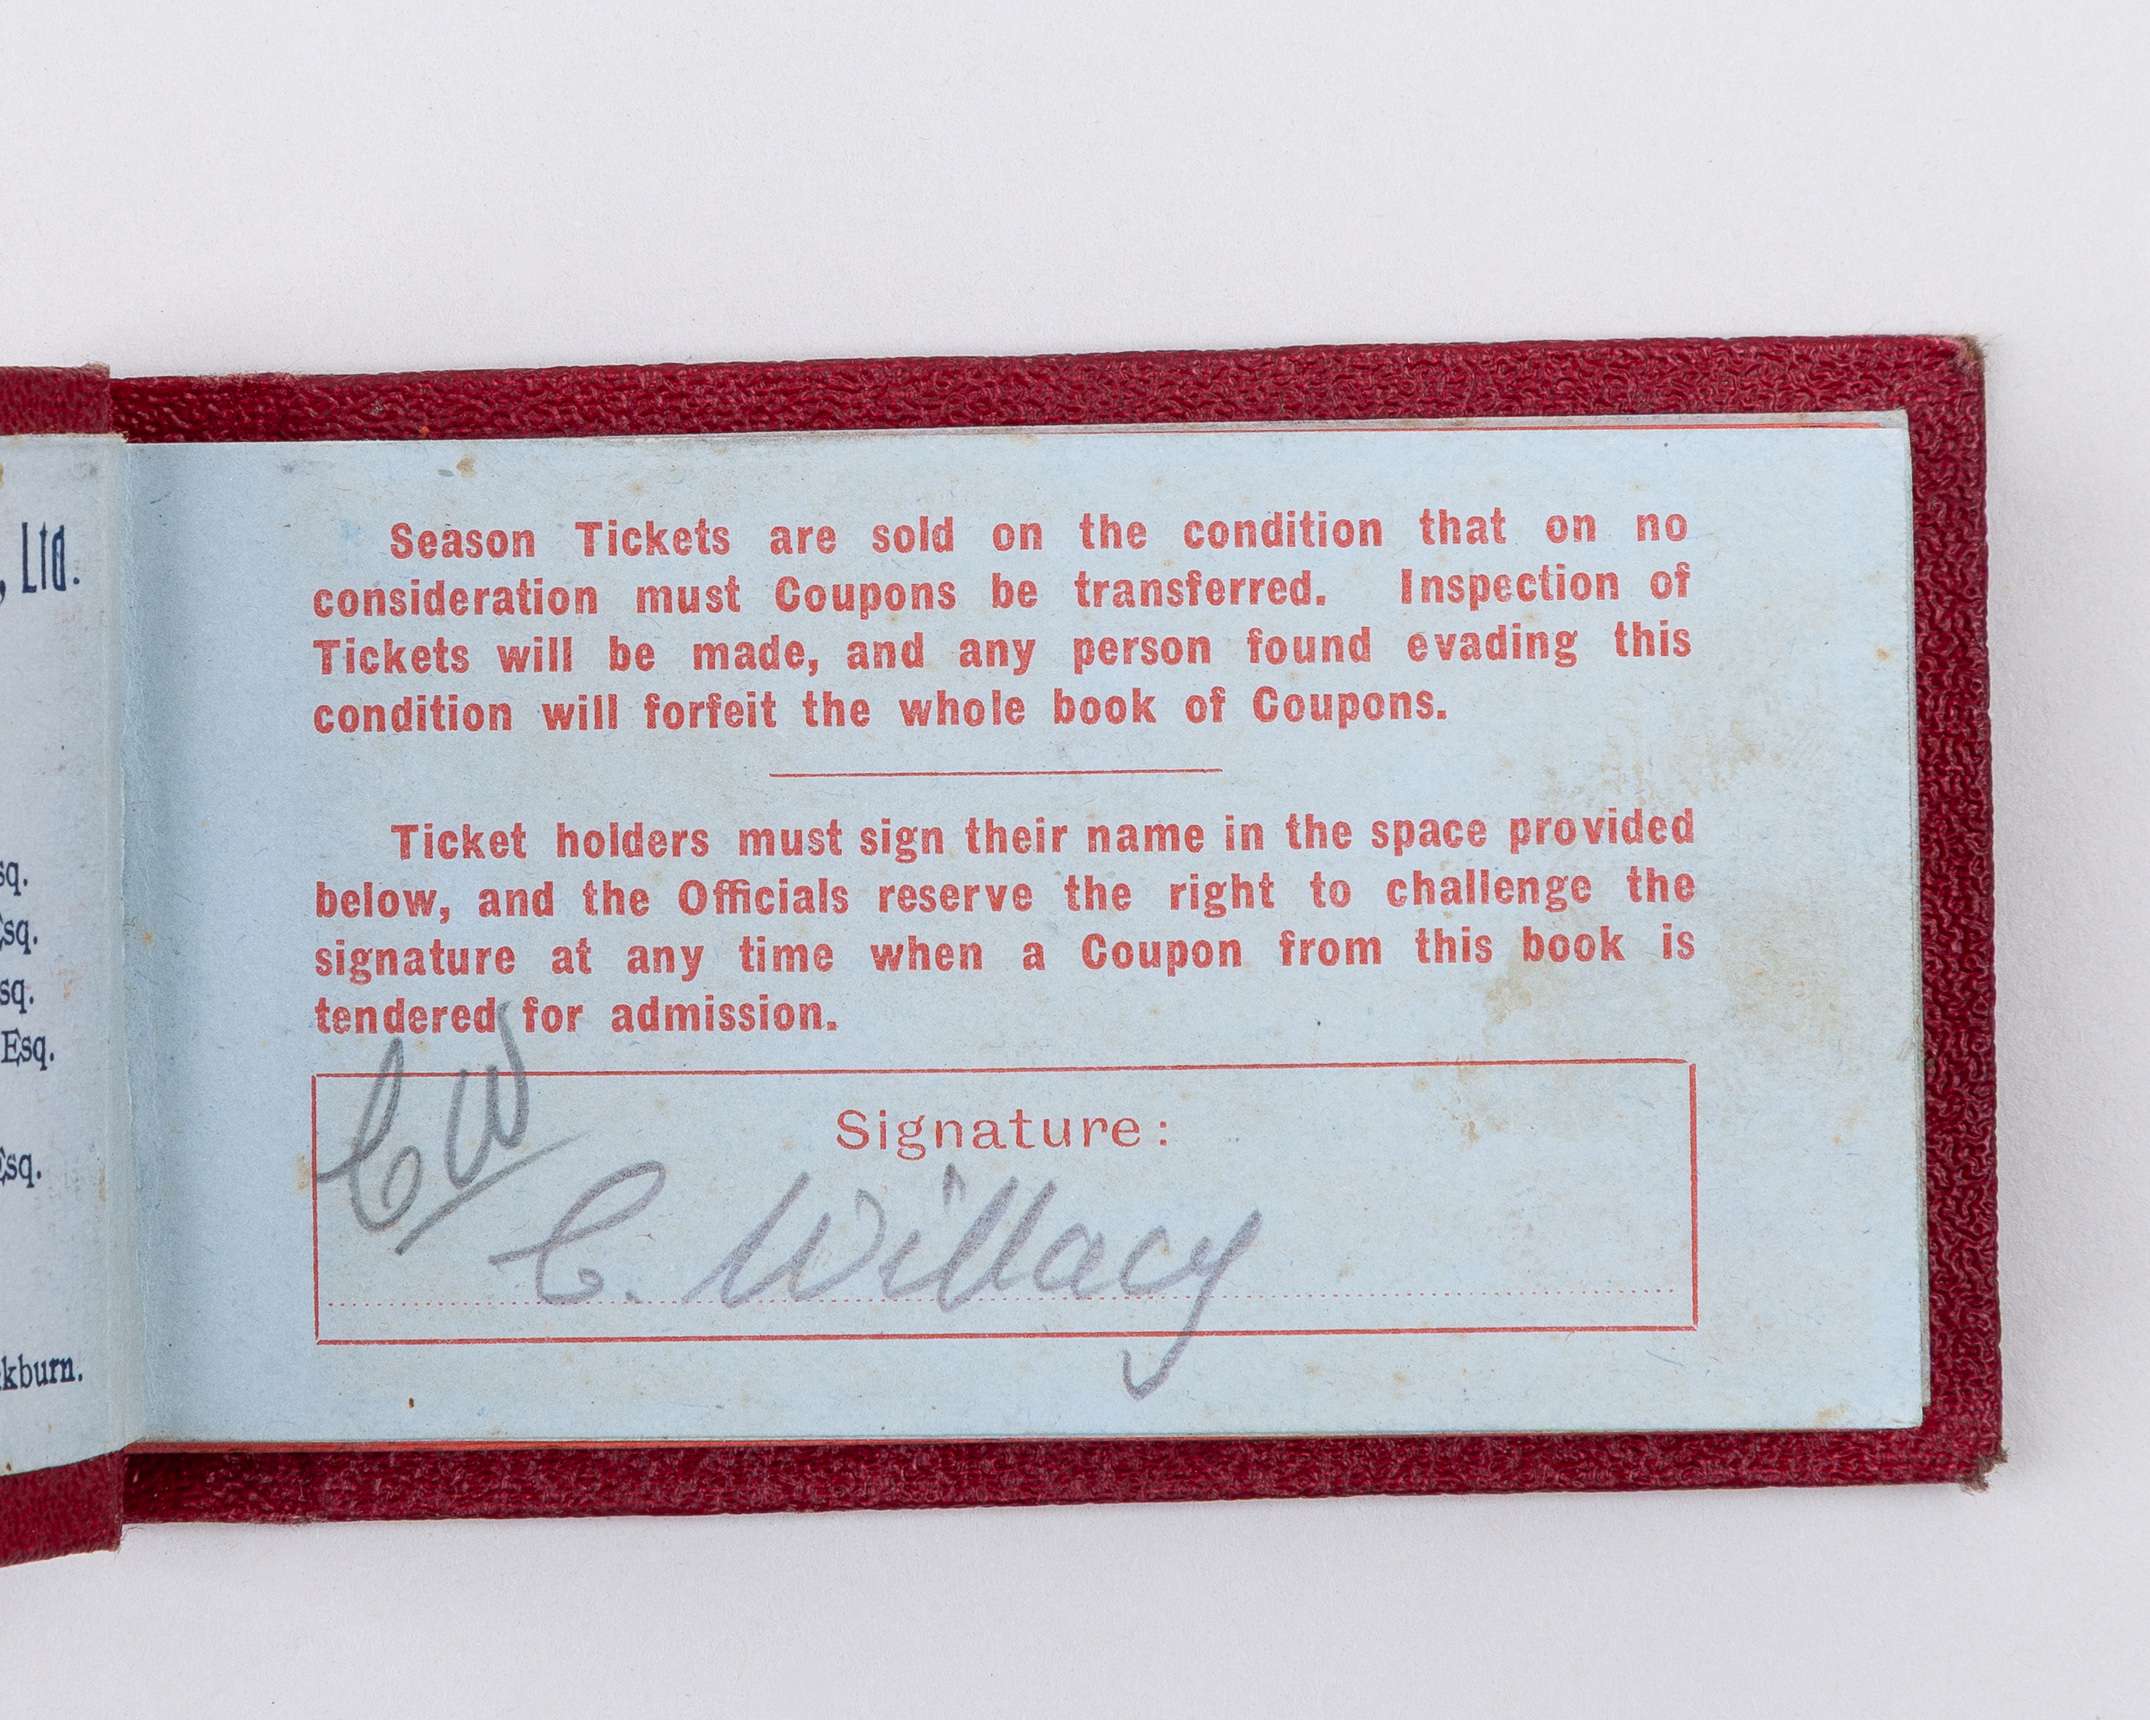 , Ltd.
sq.
Esq.
sq.
Esq.
Esq.
kburn.
Season Tickets are sold on the condition that on no
consideration must Coupons be transferred. Inspection of
Tickets will be made, and any person found evading this
condition will forfeit the whole book of Coupons.
Ticket holders must sign their name in the space provided
below, and the Officials reserve the right to challenge the
signature at any time when a Coupon from this book is
tendered for admission.
CW
Signature:
C. Willacy